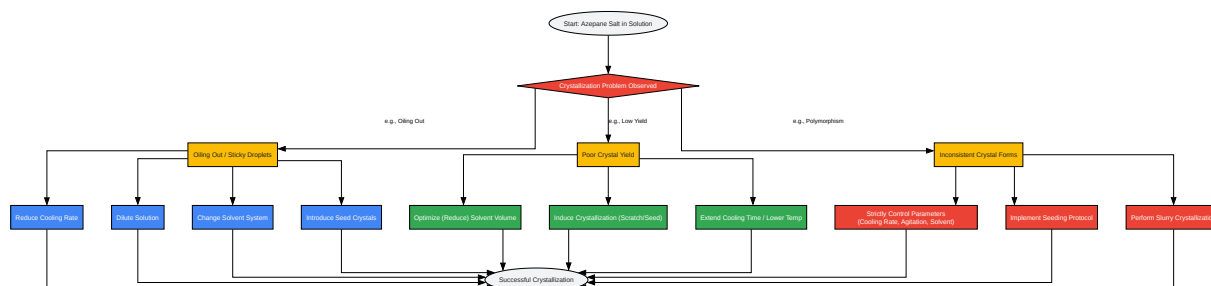 Start: Azepane Salt in Solution
Crystallization Problem Observed
e.g., Oiling Out
e.g., Low Yield
e.g., Polymorphism
Oiling Out / Sticky Droplets
Poor Crystal Yield
Inconsistent Crystal Forms
Reduce Cooling Rate
Dilute Solution
Change Solvent System
Introduce Seed Crystals
Optimize (Reduce) Solvent Volume
Induce Crystallization (Scratch/Seed)
Extend Cooling Time / Lower Temp
Strictly Control Parameters
(Cooling Rate, Agitation, Solvent)
Implement Seeding Protocol
Perform Slurry Crystallizatio
Successful Crystallization